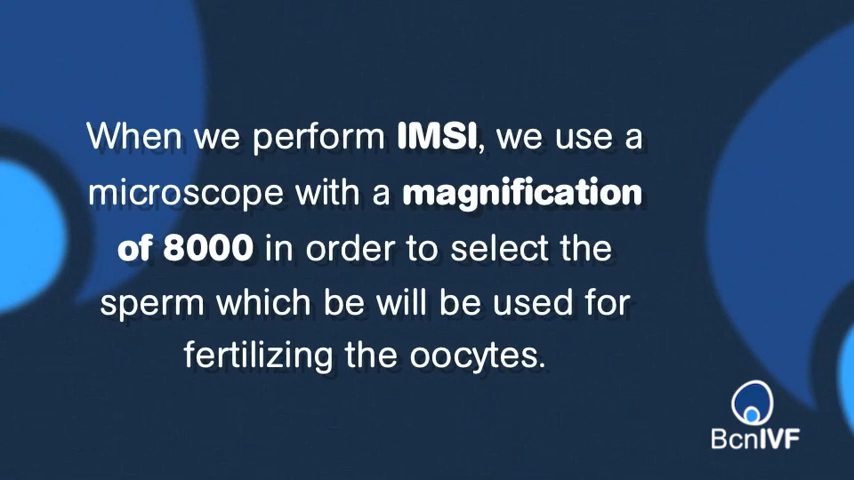 When we perform IMSI, we use a
microscope with a magnification
of 8000 in order to select the
sperm which be will be used for
fertilizing the oocytes.
BcnIVF